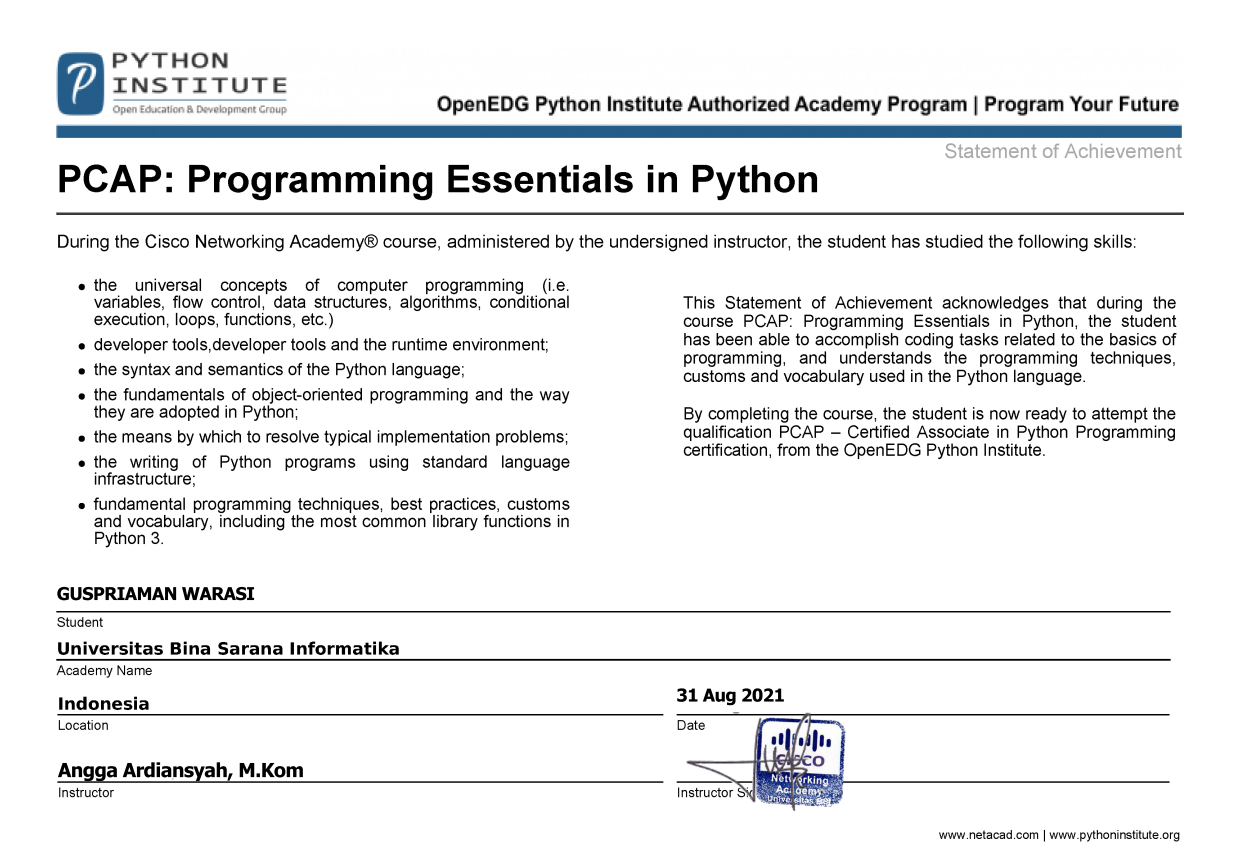 PYTHON
INSTITUTE
Open Education & Development Group
OpenEDG Python Institute Authorized Academy Program | Program Your Future
Statement of Achievement
PCAP: Programming Essentials in Python
During the Cisco Networking Academy® course, administered by the undersigned instructor, the student has studied the following skills:
• the universal concepts of computer programming (i.e.
variables, flow control, data structures, algorithms, conditional
execution, loops, functions, etc.)
• developer tools,developer tools and the runtime environment;
• the syntax and semantics of the Python language;
• the fundamentals of object-oriented programming and the way
they are adopted in Python;
• the means by which to resolve typical implementation problems;
• the writing of Python programs using standard language
infrastructure;
• fundamental programming techniques, best practices, customs
and vocabulary, including the most common library functions in
Python 3.
This Statement of Achievement acknowledges that during the
course PCAP: Programming Essentials in Python, the student
has been able to accomplish coding tasks related to the basics of
programming, and understands the programming techniques,
customs and vocabulary used in the Python language.
By completing the course, the student is now ready to attempt the
qualification PCAP – Certified Associate in Python Programming
certification, from the OpenEDG Python Institute.
GUSPRIAMAN WARASI
Student
Universitas Bina Sarana Informatika
Academy Name
Indonesia
Location
31 Aug 2021
Date
Angga Ardiansyah, M.Kom
Instructor
Instructor
CISCO
Networking
Academy
Universitas BSI
www.netacad.com | www.pythoninstitute.org